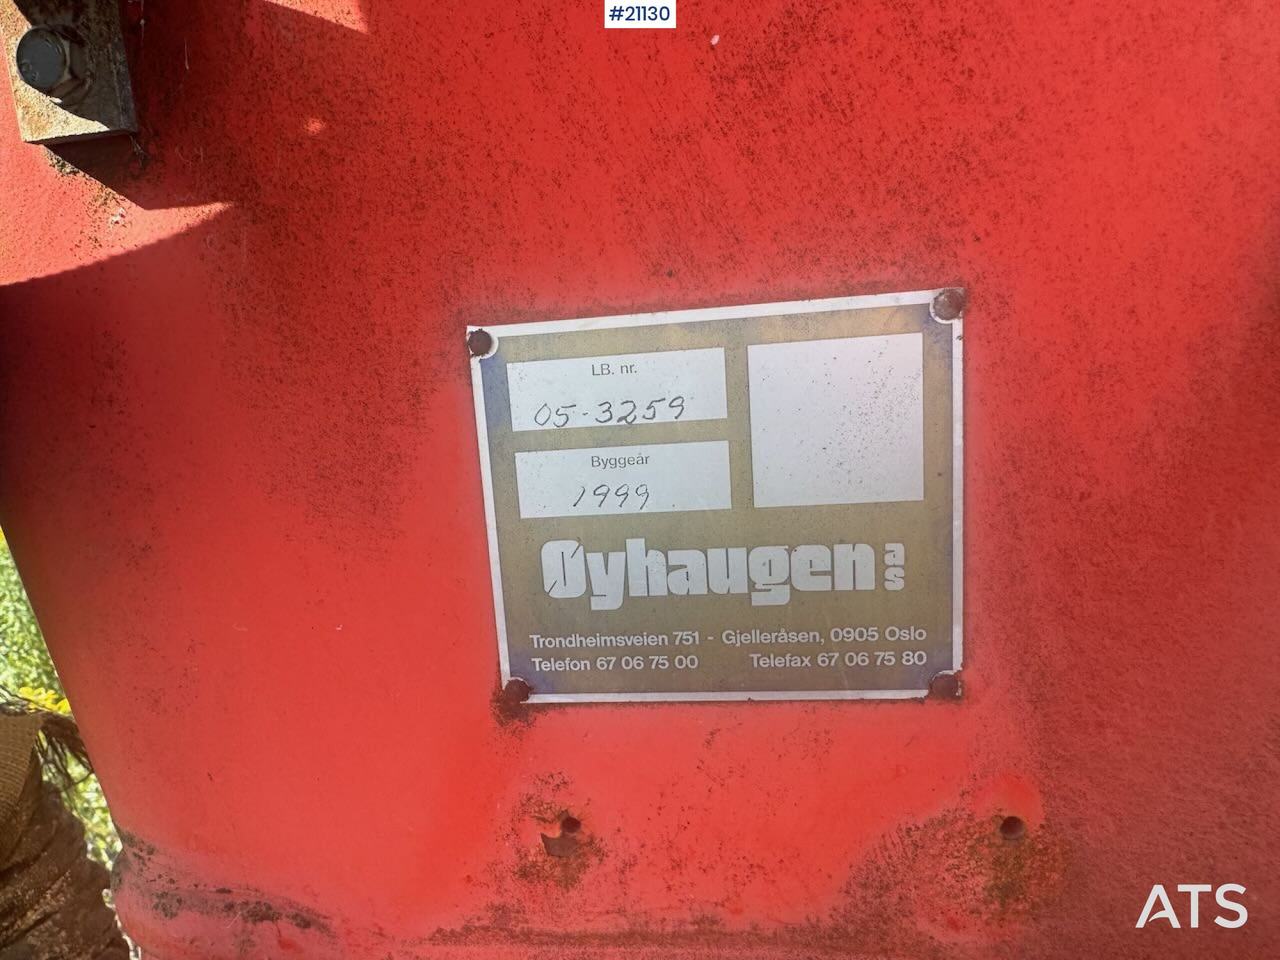 #21130
LB. nr.
05-3259
Byggeår
1999
Øyhaugen as
Trondheimsveien 751 - Gjelleråsen, 0905 Oslo
Telefon 67 06 75 00 Telefax 67 06 75 80
ATS